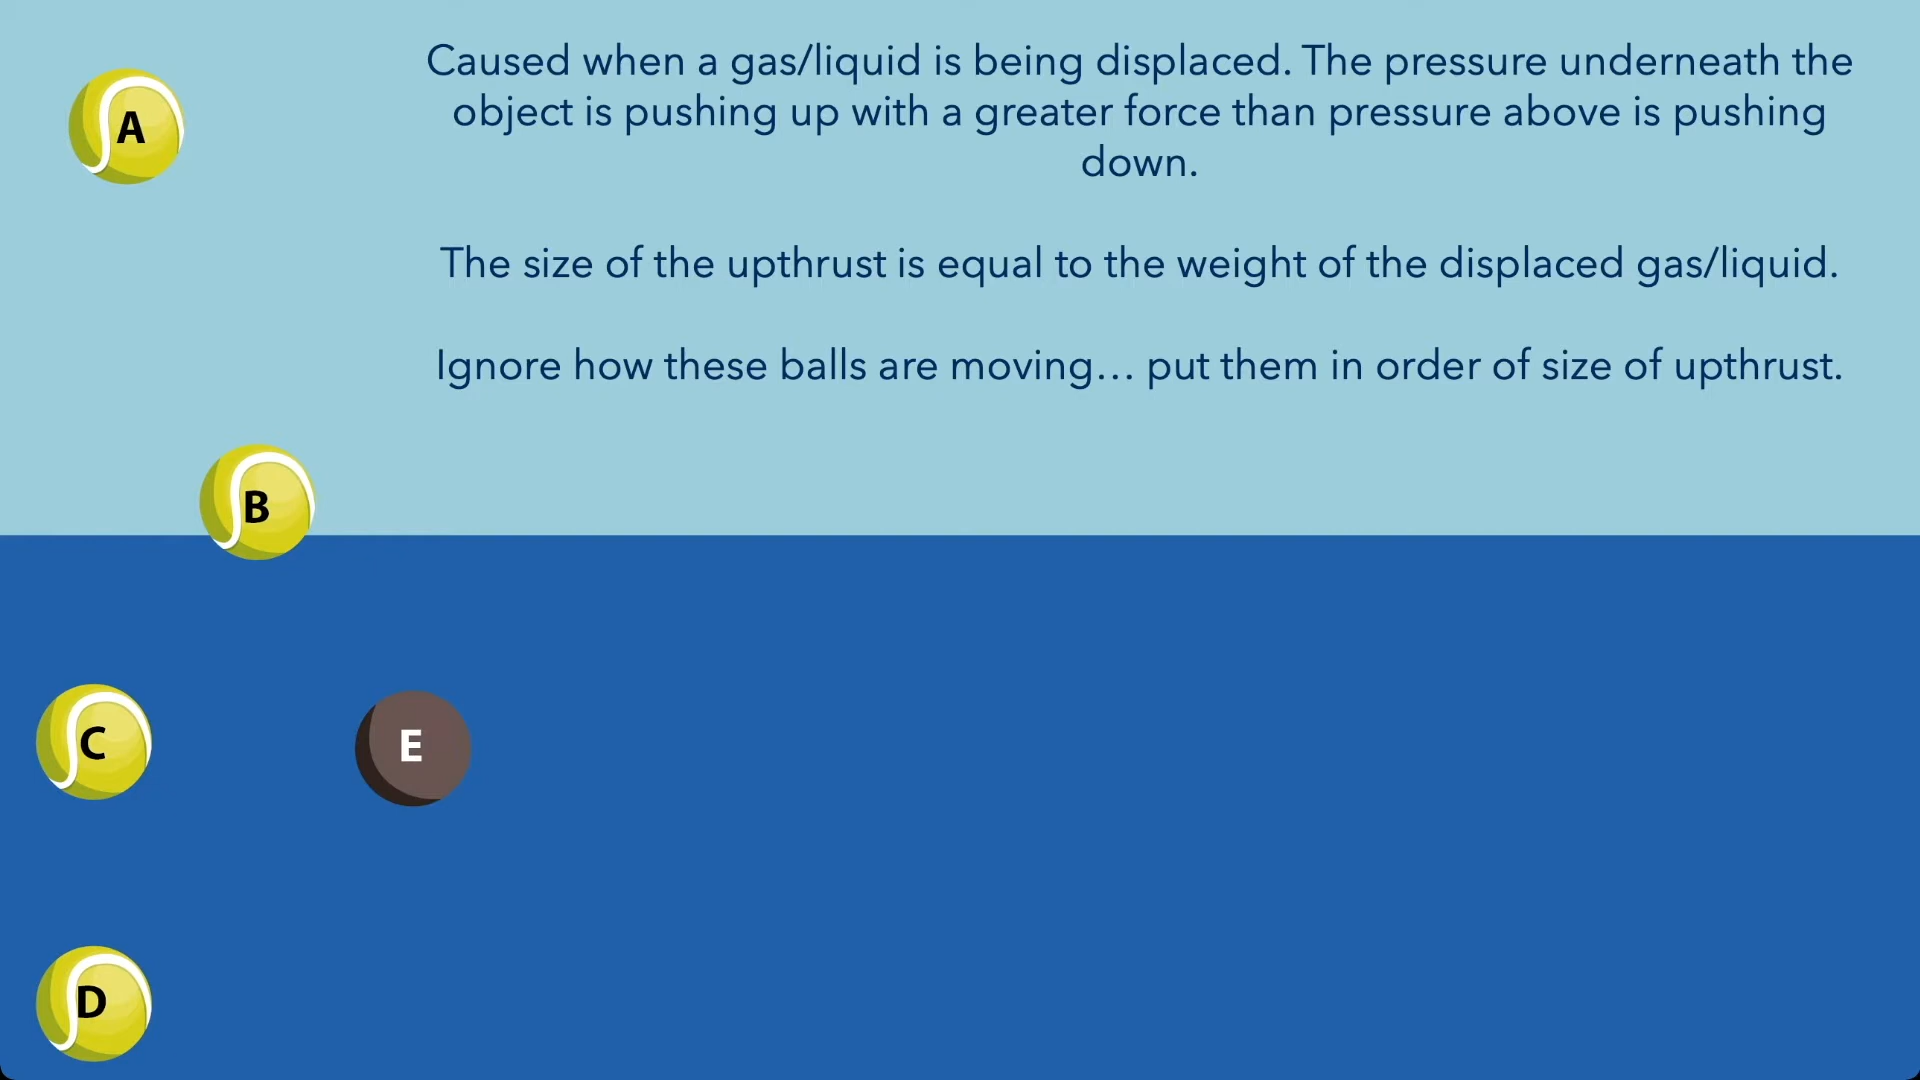 Caused when a gas/liquid is being displaced. The pressure underneath the
object is pushing up with a greater force than pressure above is pushing
down.
The size of the upthrust is equal to the weight of the displaced gas/liquid.
Ignore how these balls are moving… put them in order of size of upthrust.
A
B
C
E
D